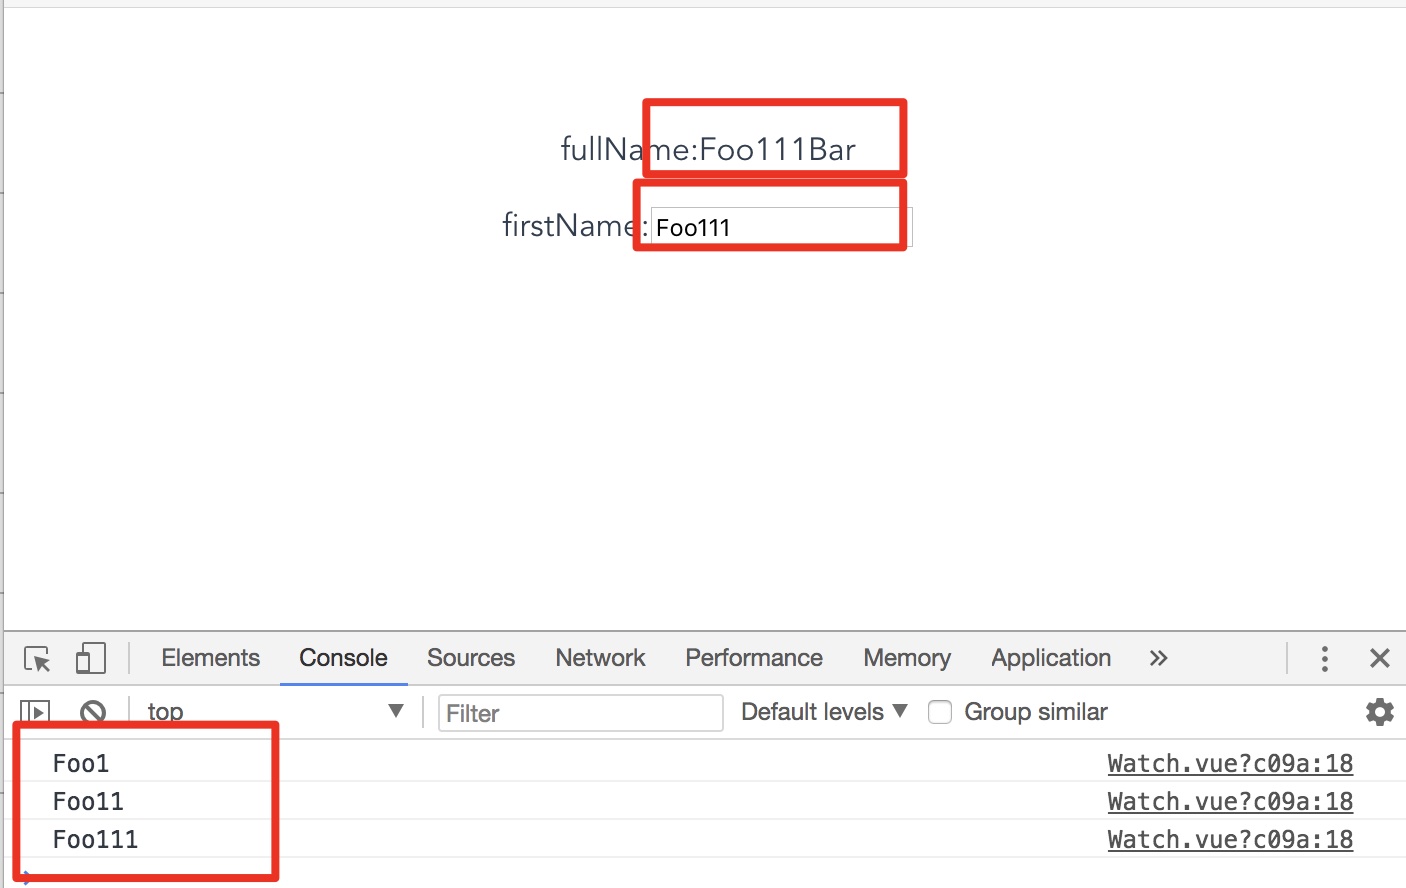 fullName:Foo111Bar
firstName: Foo111
Elements Console Sources Network Performance Memory Application »
top ▼ Filter Default levels ▼ Group similar
Foo1 Watch.vue?c09a:18
Foo11 Watch.vue?c09a:18
Foo111 Watch.vue?c09a:18